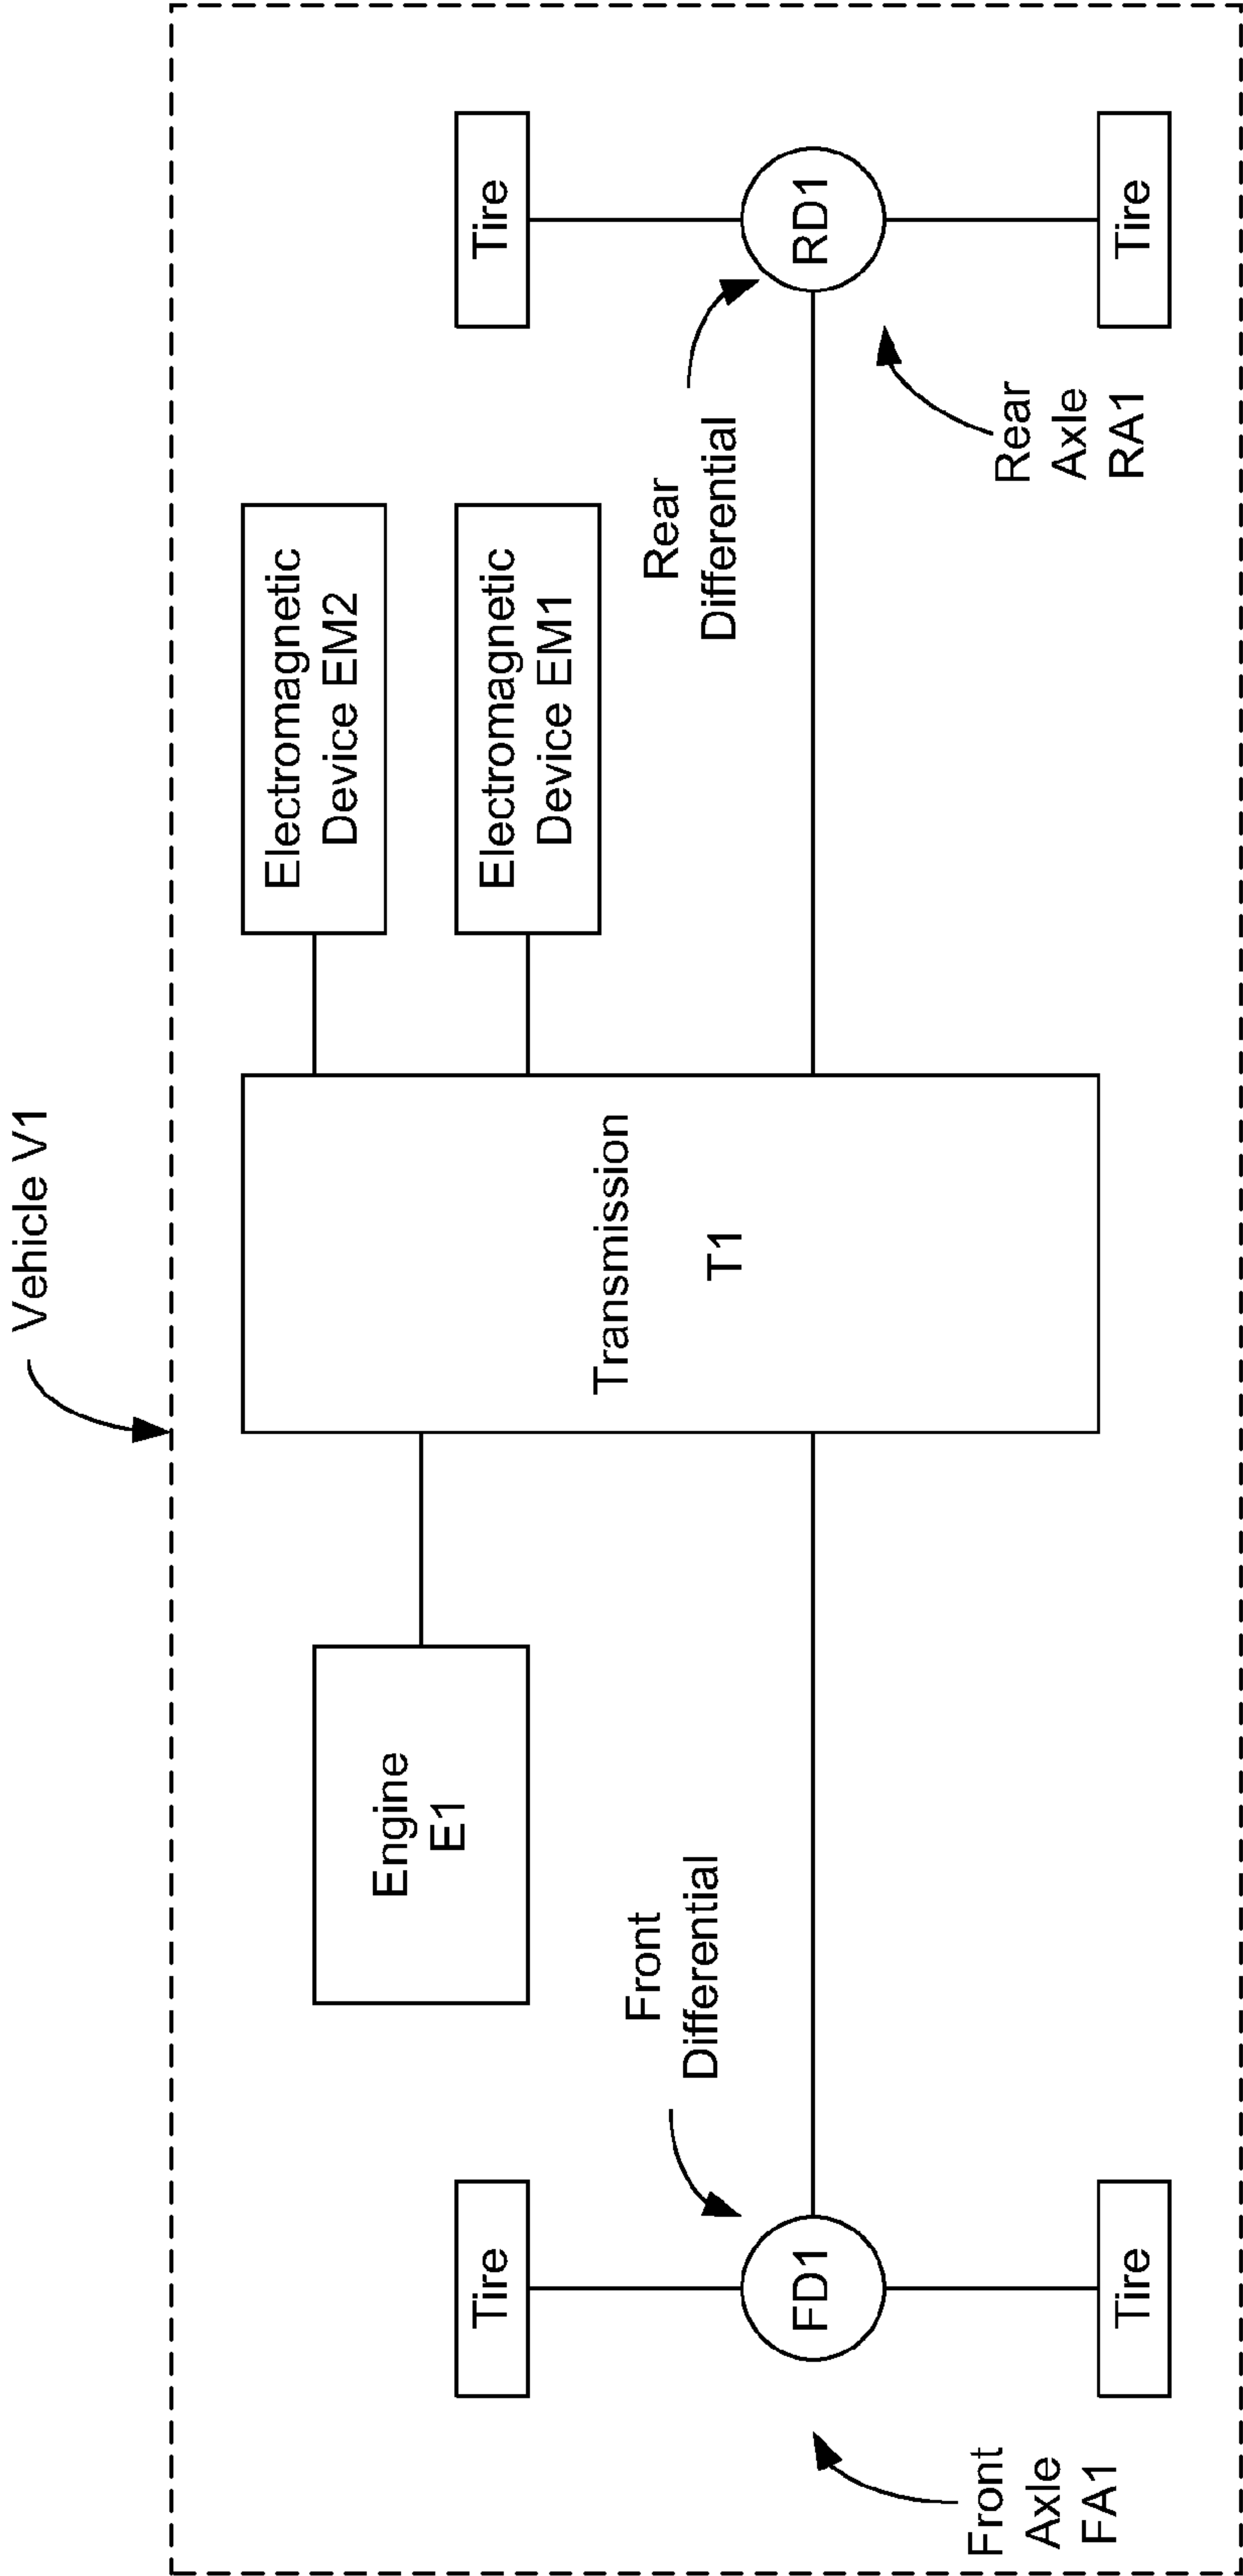 Vehicle V1
Engine
E1
Transmission
T1
Electromagnetic
Device EM2
Electromagnetic
Device EM1
Tire
Tire
Front
Differential
Rear
Differential
FD1
RD1
Front
Axle
FA1
Rear
Axle
RA1
Tire
Tire